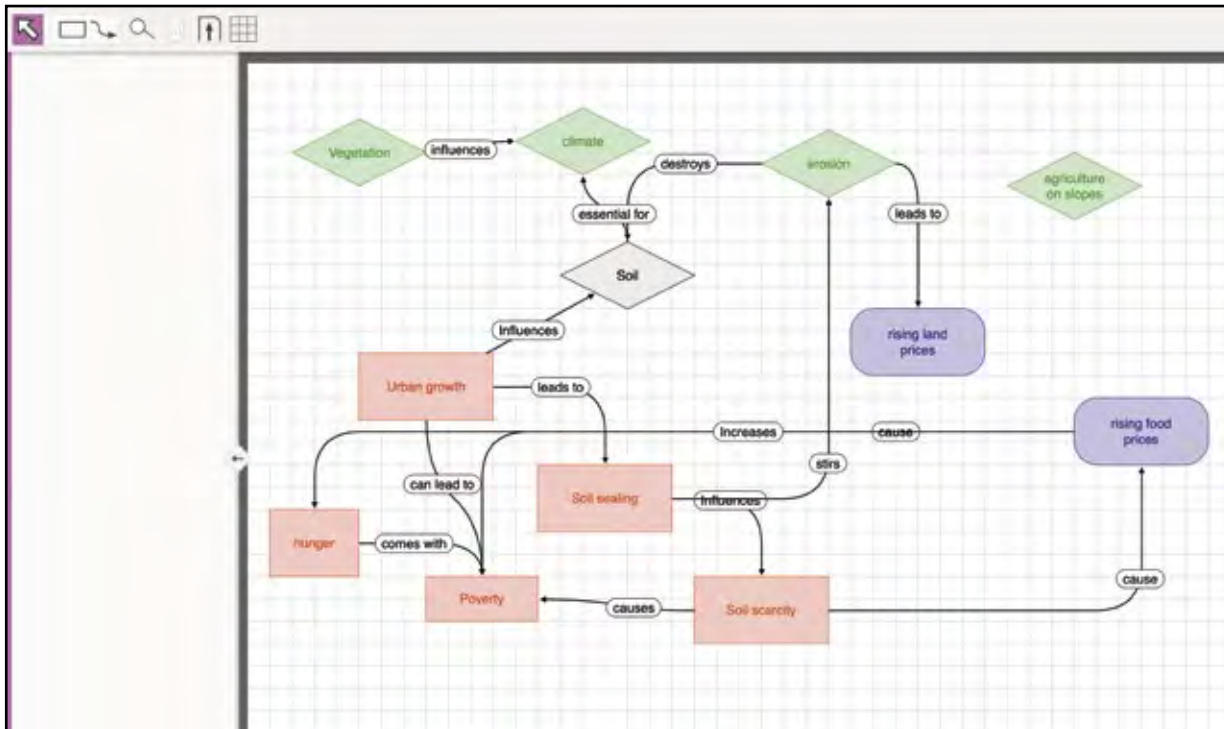 Vegetation
influences
climate
destroys
erosion
agriculture
on slopes
essential for
leads to
Soil
Influences
rising land
prices
Urban growth
leads to
rising food
prices
Increases
cause
stirs
can lead to
Soil sealing
Influences
hunger
comes with
cause
Poverty
causes
Soil scarcity